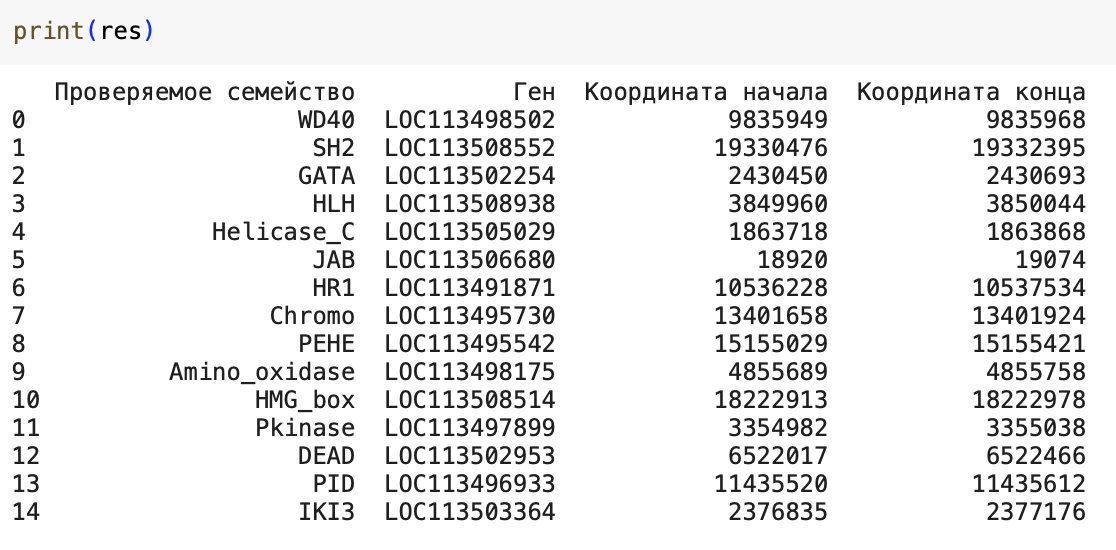 print(res)
Проверяемое семейство Ген Координата начала Координата конца
0 WD40 LOC113498502 9835949 9835968
1 SH2 LOC113508552 19330476 19332395
2 GATA LOC113502254 2430450 2430693
3 HLH LOC113508938 3849960 3850044
4 Helicase_C LOC113505029 1863718 1863868
5 JAB LOC113506680 18920 19074
6 HR1 LOC113491871 10536228 10537534
7 Chromo LOC113495730 13401658 13401924
8 PEHE LOC113495542 15155029 15155421
9 Amino_oxidase LOC113498175 4855689 4855758
10 HMG_box LOC113508514 18222913 18222978
11 Pkinase LOC113497899 3354982 3355038
12 DEAD LOC113502953 6522017 6522466
13 PID LOC113496933 11435520 11435612
14 IKI3 LOC113503364 2376835 2377176